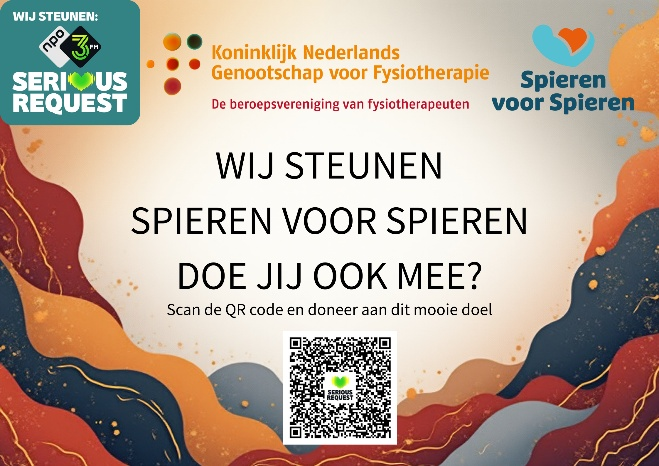 WIJ STEUNEN:
npo 3FM
SERIOUS
REQUEST
Koninklijk Nederlands
Genootschap voor Fysiotherapie
De beroepsvereniging van fysiotherapeuten
Spieren
voor Spieren
WIJ STEUNEN
SPIEREN VOOR SPIEREN
DOE JIJ OOK MEE?
Scan de QR code en doneer aan dit mooie doel
SERIOUS
REQUEST